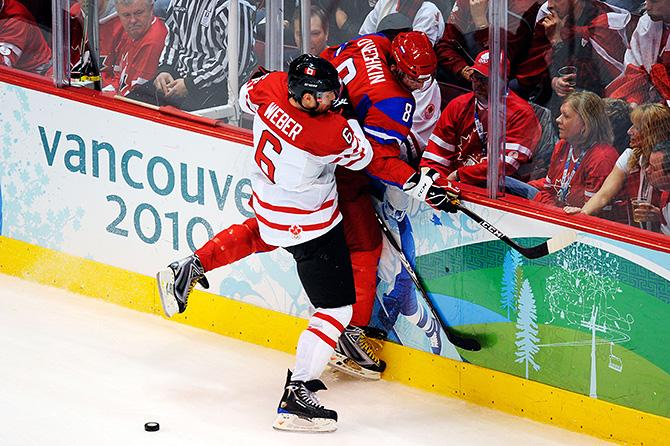 vancouver
2010
WEBER
6
OVECHKIN
8
CCM